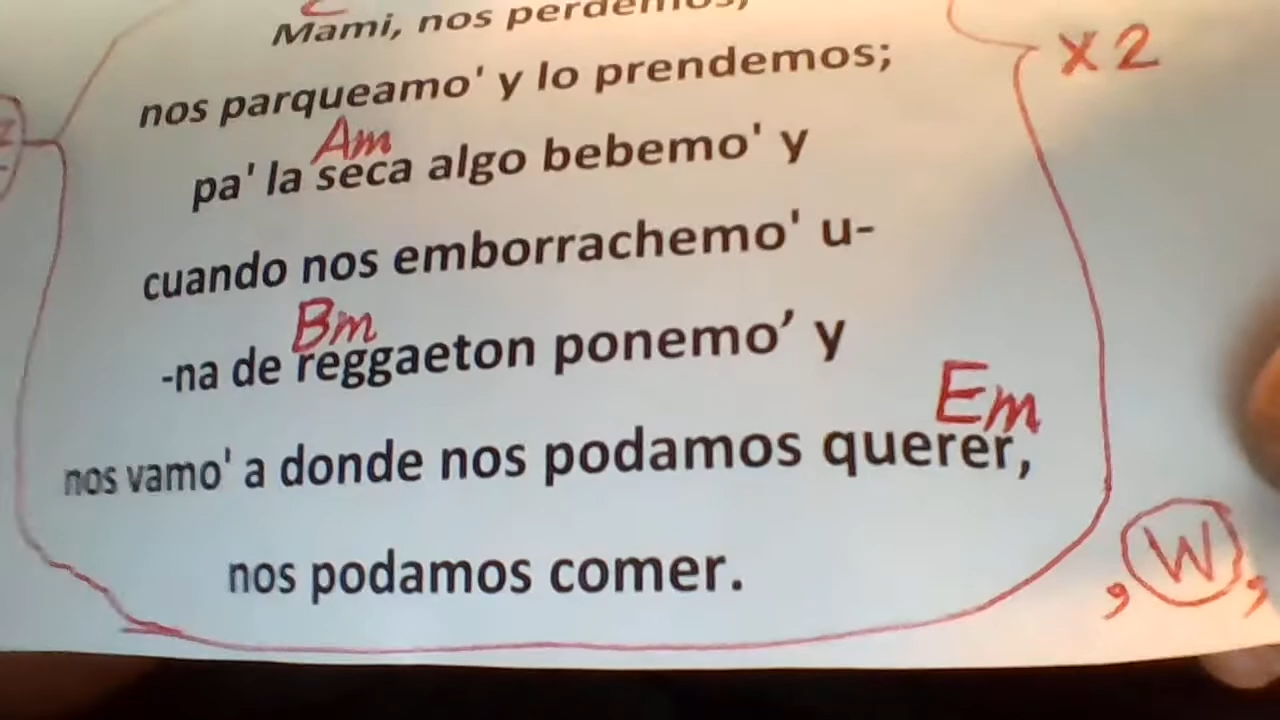 Mami, nos perdemos,
x2
nos parqueamo' y lo prendemos;
Am
pa' la seca algo bebemo' y
cuando nos emborrachemo' u-
Bm
-na de reggaeton ponemo’ y
Em
nos vamo' a donde nos podamos querer,
nos podamos comer.
, W ,